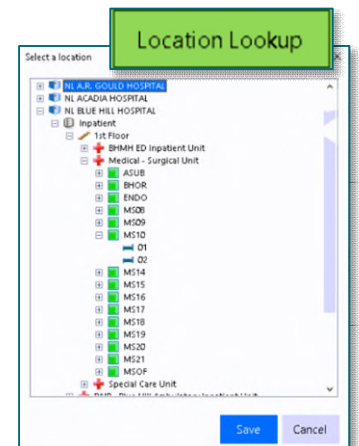 Location Lookup
Select a location
NL A.R. GOULD HOSPITAL
NL ACADIA HOSPITAL
NL BLUE HILL HOSPITAL
Inpatient
1st Floor
BHMH ED Inpatient Unit
Medical - Surgical Unit
ASUB
BHOR
ENDO
MS08
MS09
MS10
01
02
MS14
MS15
MS16
MS17
MS18
MS19
MS20
MS21
MSOF
Special Care Unit
Save Cancel